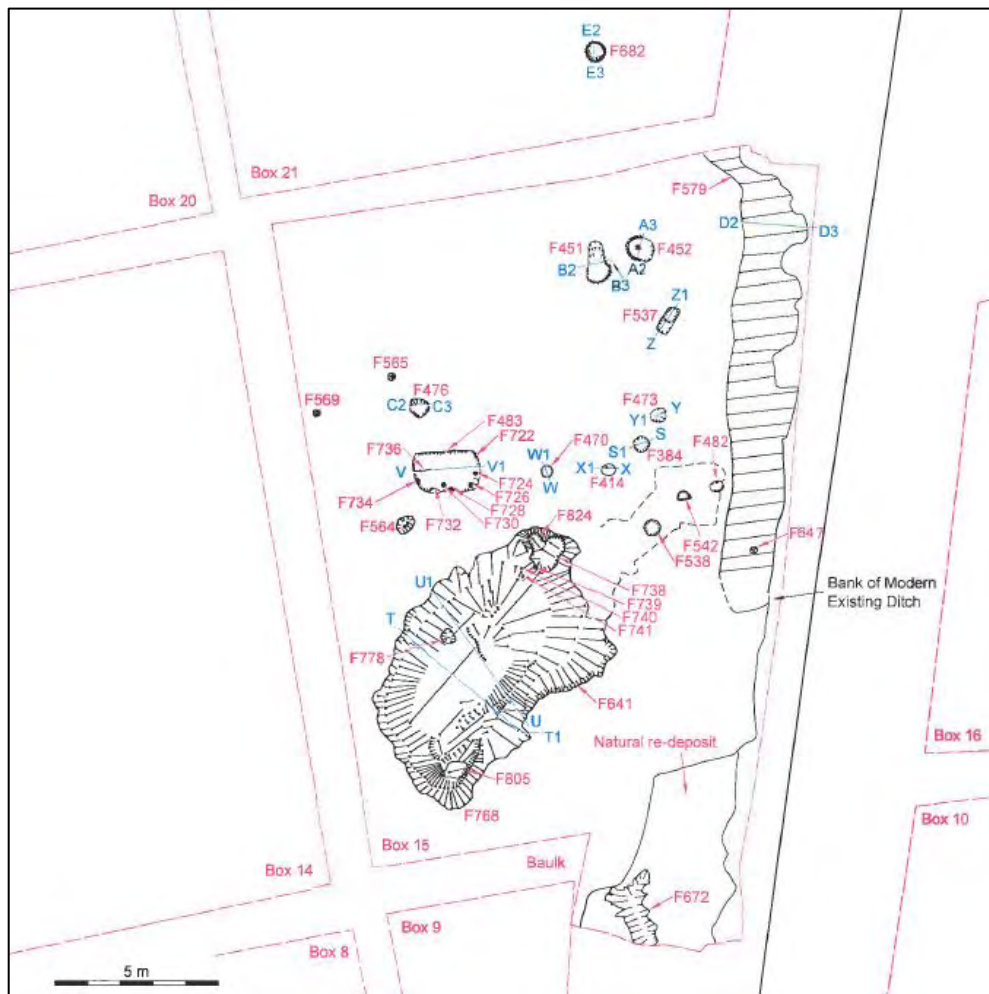 E2
F682
E3
Box 21
Box 20
F579
A3
D2
D3
F451
F452
B2
A2
B3
Z1
F537
Z
F565
F476
F569
C2
C3
F473
Y
F483
Y1
F722
S
F482
F736
W1
F470
S1
F384
V
V1
X1
X
F724
W
F414
F734
F726
F728
F732
F730
F564
F824
F542
F647
F538
U1
F738
Bank of Modern
Existing Ditch
F739
T
F740
F741
F778
F641
U
T1
Natural re-deposit
Box 16
F805
F768
Box 10
Box 15
Baulk
Box 14
F672
Box 9
Box 8
5 m